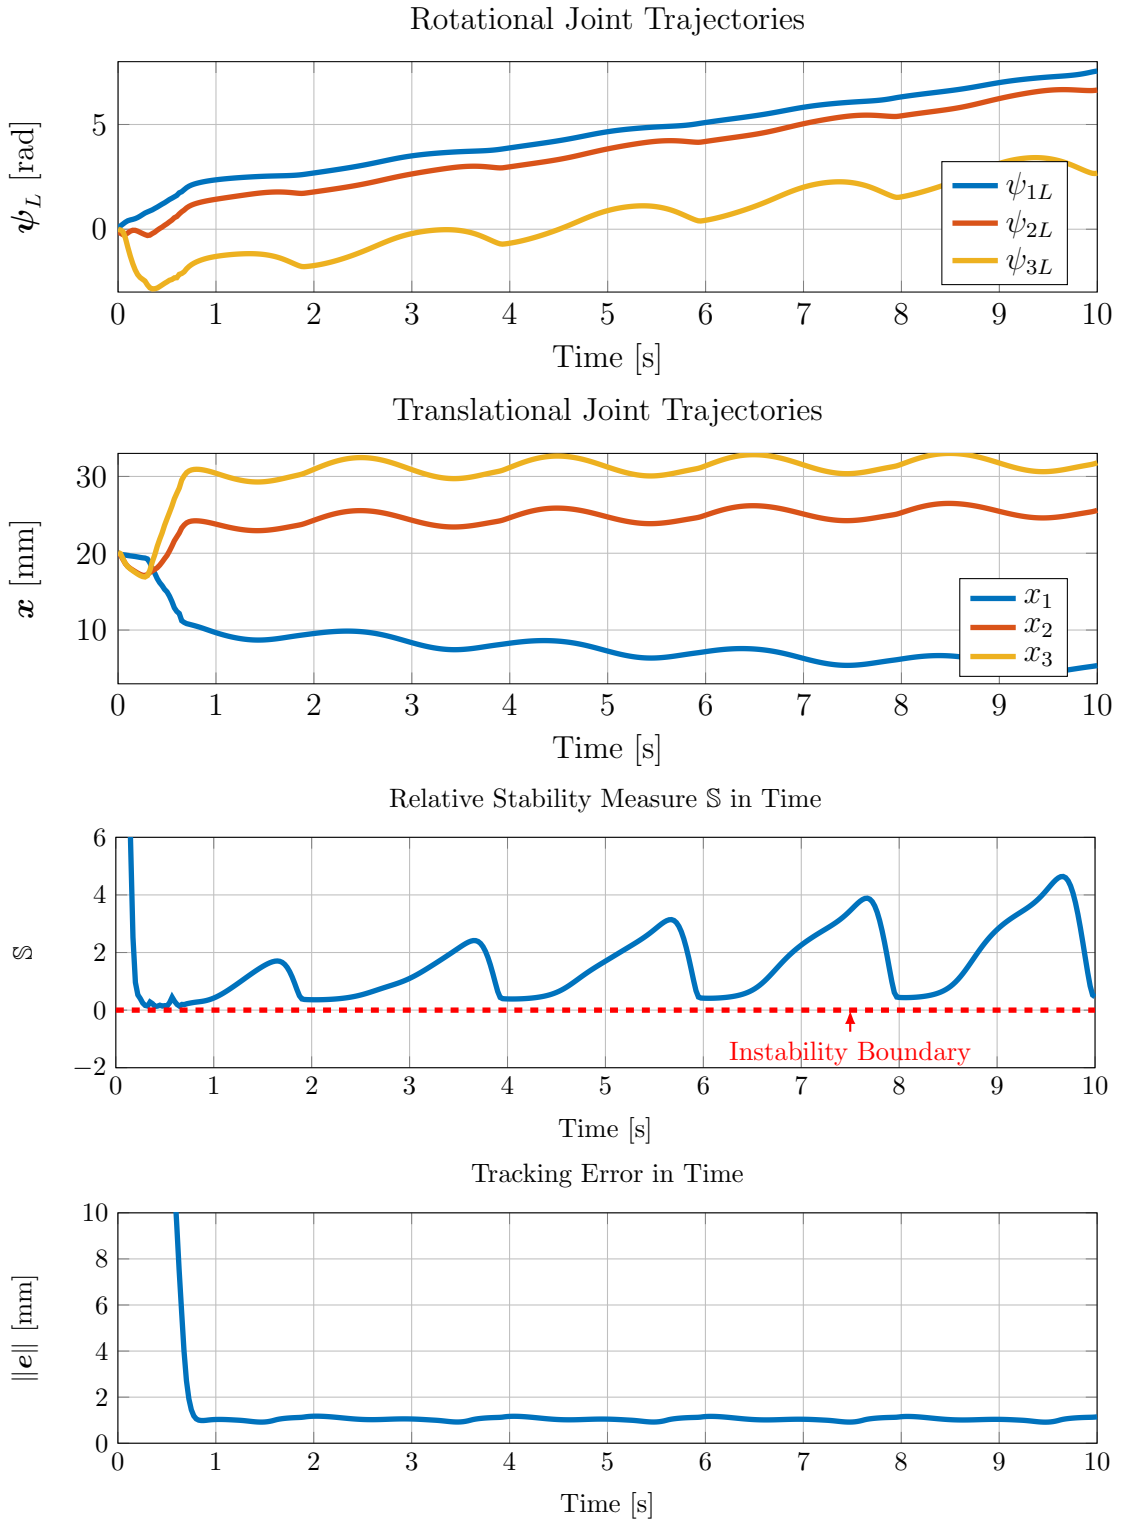 Rotational Joint Trajectories
ψ_L [rad]
5
0
ψ_{1L}
ψ_{2L}
ψ_{3L}
0 1 2 3 4 5 6 7 8 9 10
Time [s]
Translational Joint Trajectories
x [mm]
30
20
10
x_1
x_2
x_3
0 1 2 3 4 5 6 7 8 9 10
Time [s]
Relative Stability Measure 𝕊 in Time
𝕊
6
4
2
0
−2
Instability Boundary
0 1 2 3 4 5 6 7 8 9 10
Time [s]
Tracking Error in Time
‖e‖ [mm]
10
8
6
4
2
0
0 1 2 3 4 5 6 7 8 9 10
Time [s]